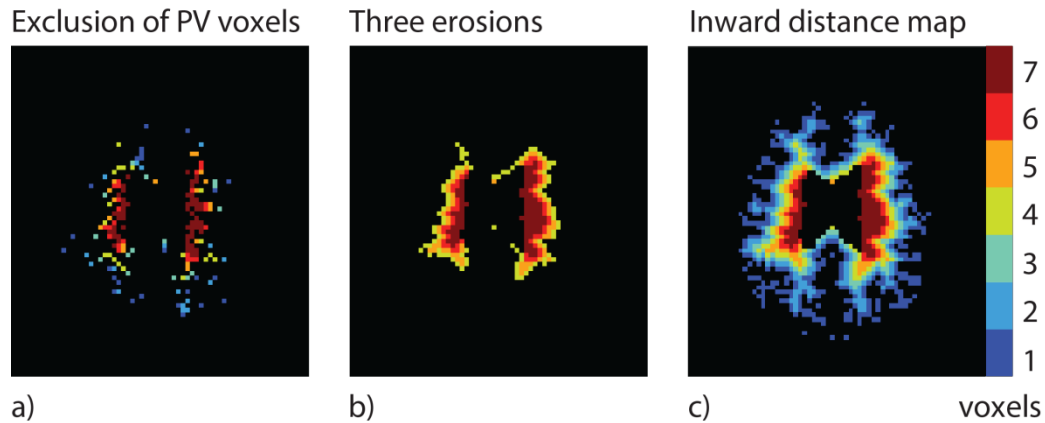 Exclusion of PV voxels
Three erosions
Inward distance map
7
6
5
4
3
2
1
a)
b)
c)
voxels